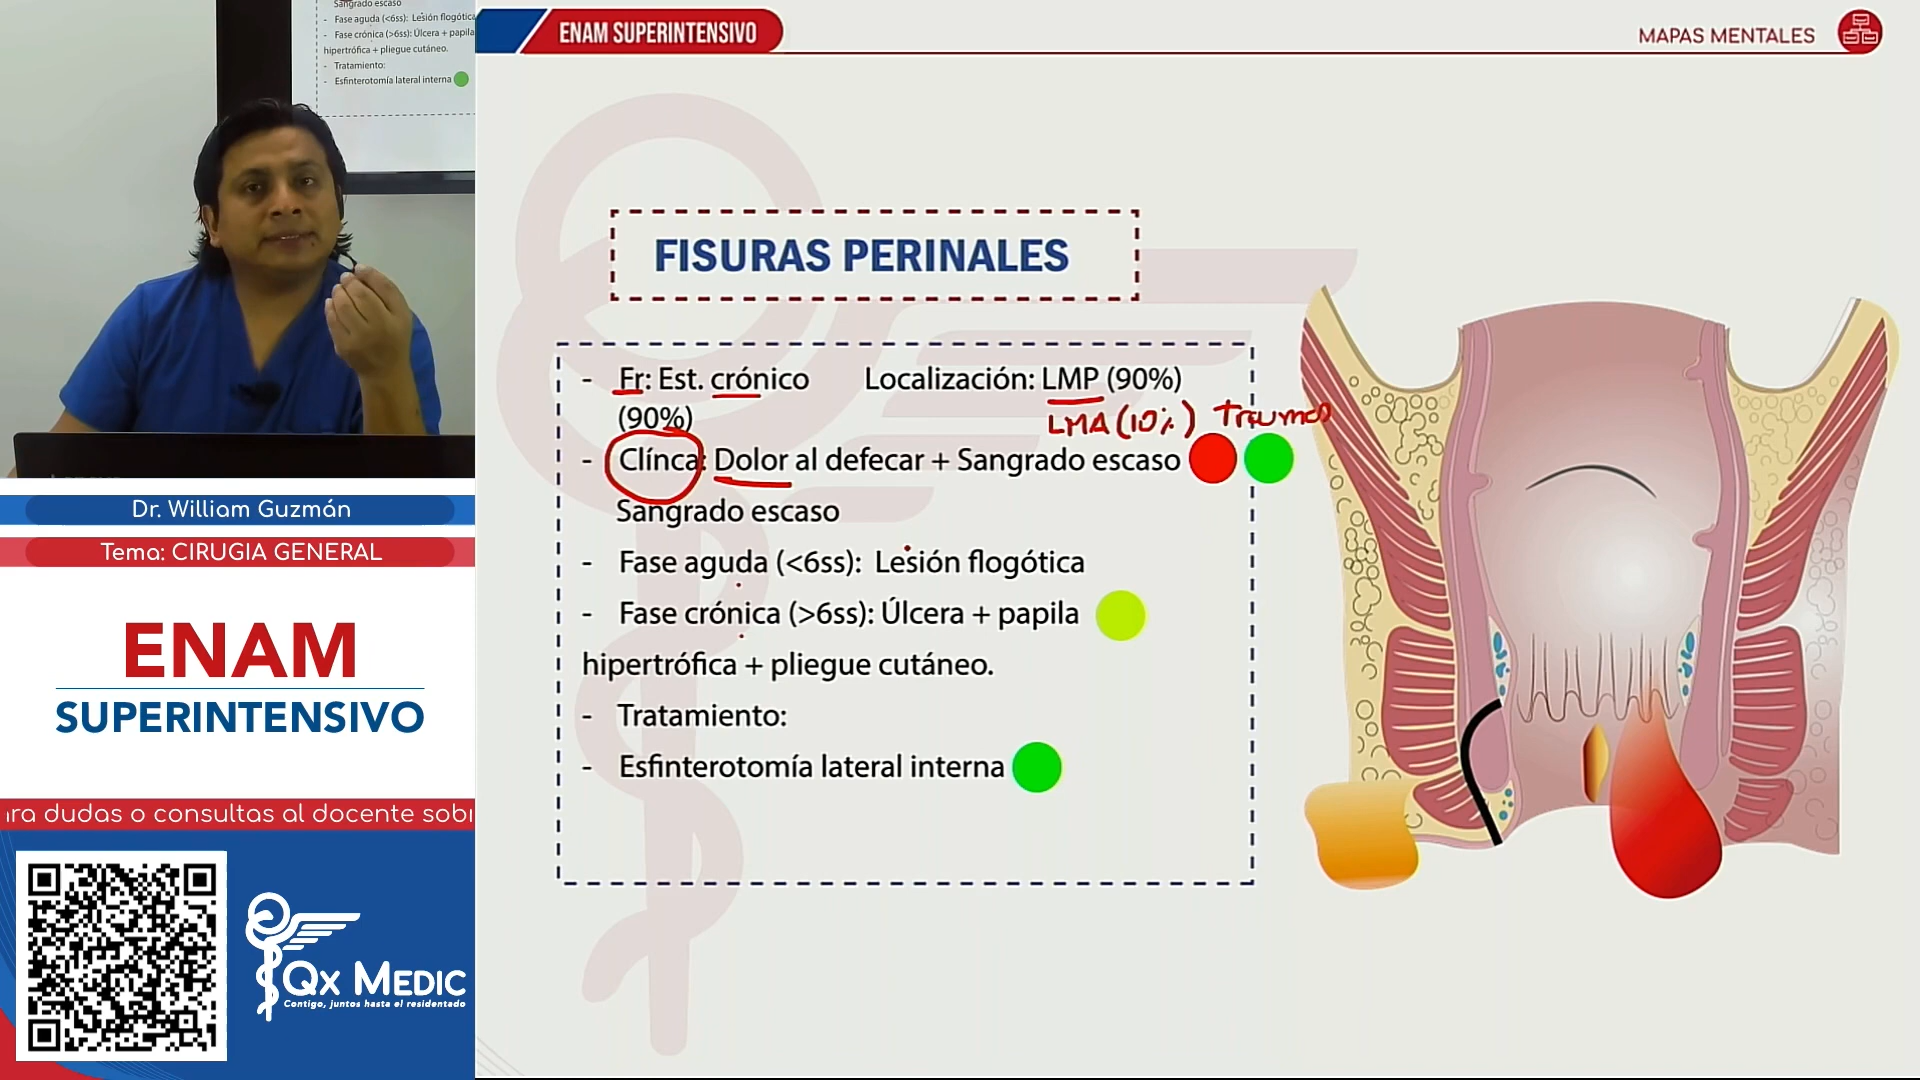 Sangrado escaso
- Fase aguda (<6ss): Lesión flogótica
- Fase crónica (>6ss): Úlcera + papila
hipertrófica + pliegue cutáneo.
- Tratamiento:
- Esfinterotomía lateral interna
ENAM SUPERINTENSIVO
MAPAS MENTALES
FISURAS PERINALES
- Fr: Est. crónico Localización: LMP (90%)
(90%)
LMA (10%) Traumas
- Clínca: Dolor al defecar + Sangrado escaso
Sangrado escaso
- Fase aguda (<6ss): Lesión flogótica
- Fase crónica (>6ss): Úlcera + papila
hipertrófica + pliegue cutáneo.
- Tratamiento:
- Esfinterotomía lateral interna
Dr. William Guzmán
Tema: CIRUGIA GENERAL
ENAM
SUPERINTENSIVO
ra dudas o consultas al docente sobr
QX MEDIC
Contigo, juntos hasta el residentado